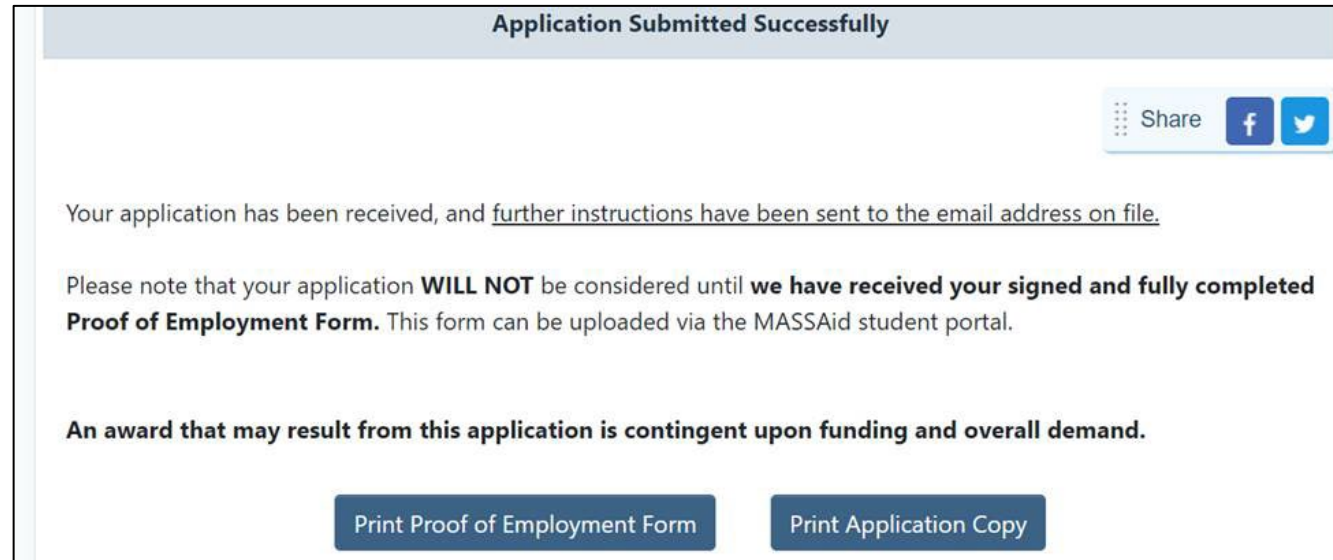 Application Submitted Successfully
Share
Your application has been received, and further instructions have been sent to the email address on file.
Please note that your application WILL NOT be considered until we have received your signed and fully completed
Proof of Employment Form. This form can be uploaded via the MASSAid student portal.
An award that may result from this application is contingent upon funding and overall demand.
Print Proof of Employment Form Print Application Copy